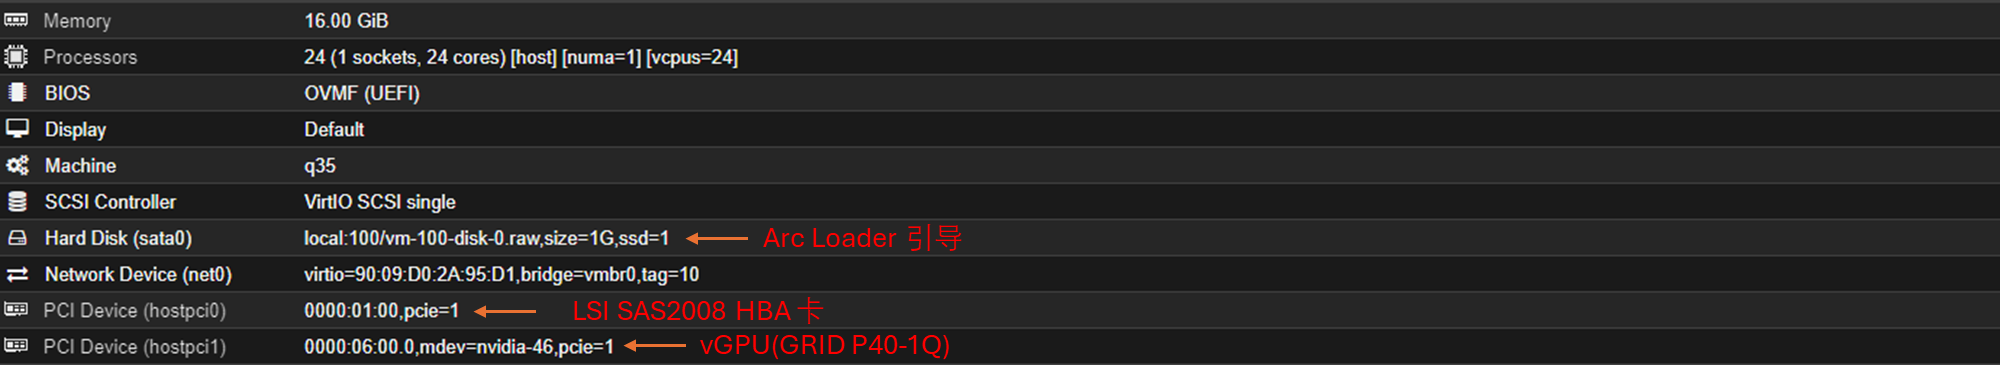 Memory 16.00 GiB
Processors 24 (1 sockets, 24 cores) [host] [numa=1] [vcpus=24]
BIOS OVMF (UEFI)
Display Default
Machine q35
SCSI Controller VirtIO SCSI single
Hard Disk (sata0) local:100/vm-100-disk-0.raw,size=1G,ssd=1 Arc Loader 引导
Network Device (net0) virtio=90:09:D0:2A:95:D1,bridge=vmbr0,tag=10
PCI Device (hostpci0) 0000:01:00,pcie=1 LSI SAS2008 HBA 卡
PCI Device (hostpci1) 0000:06:00.0,mdev=nvidia-46,pcie=1 vGPU(GRID P40-1Q)